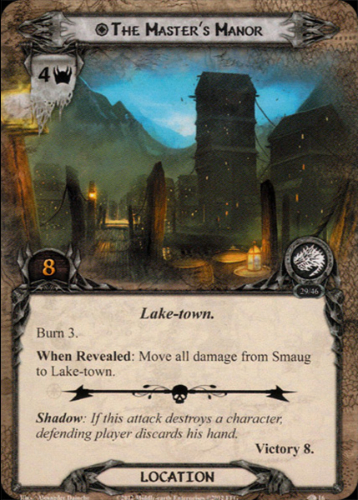 The Master's Manor
4
8
29/46
Lake-town.
Burn 3.
When Revealed: Move all damage from Smaug
to Lake-town.
Shadow: If this attack destroys a character,
defending player discards his hand.
Victory 8.
LOCATION